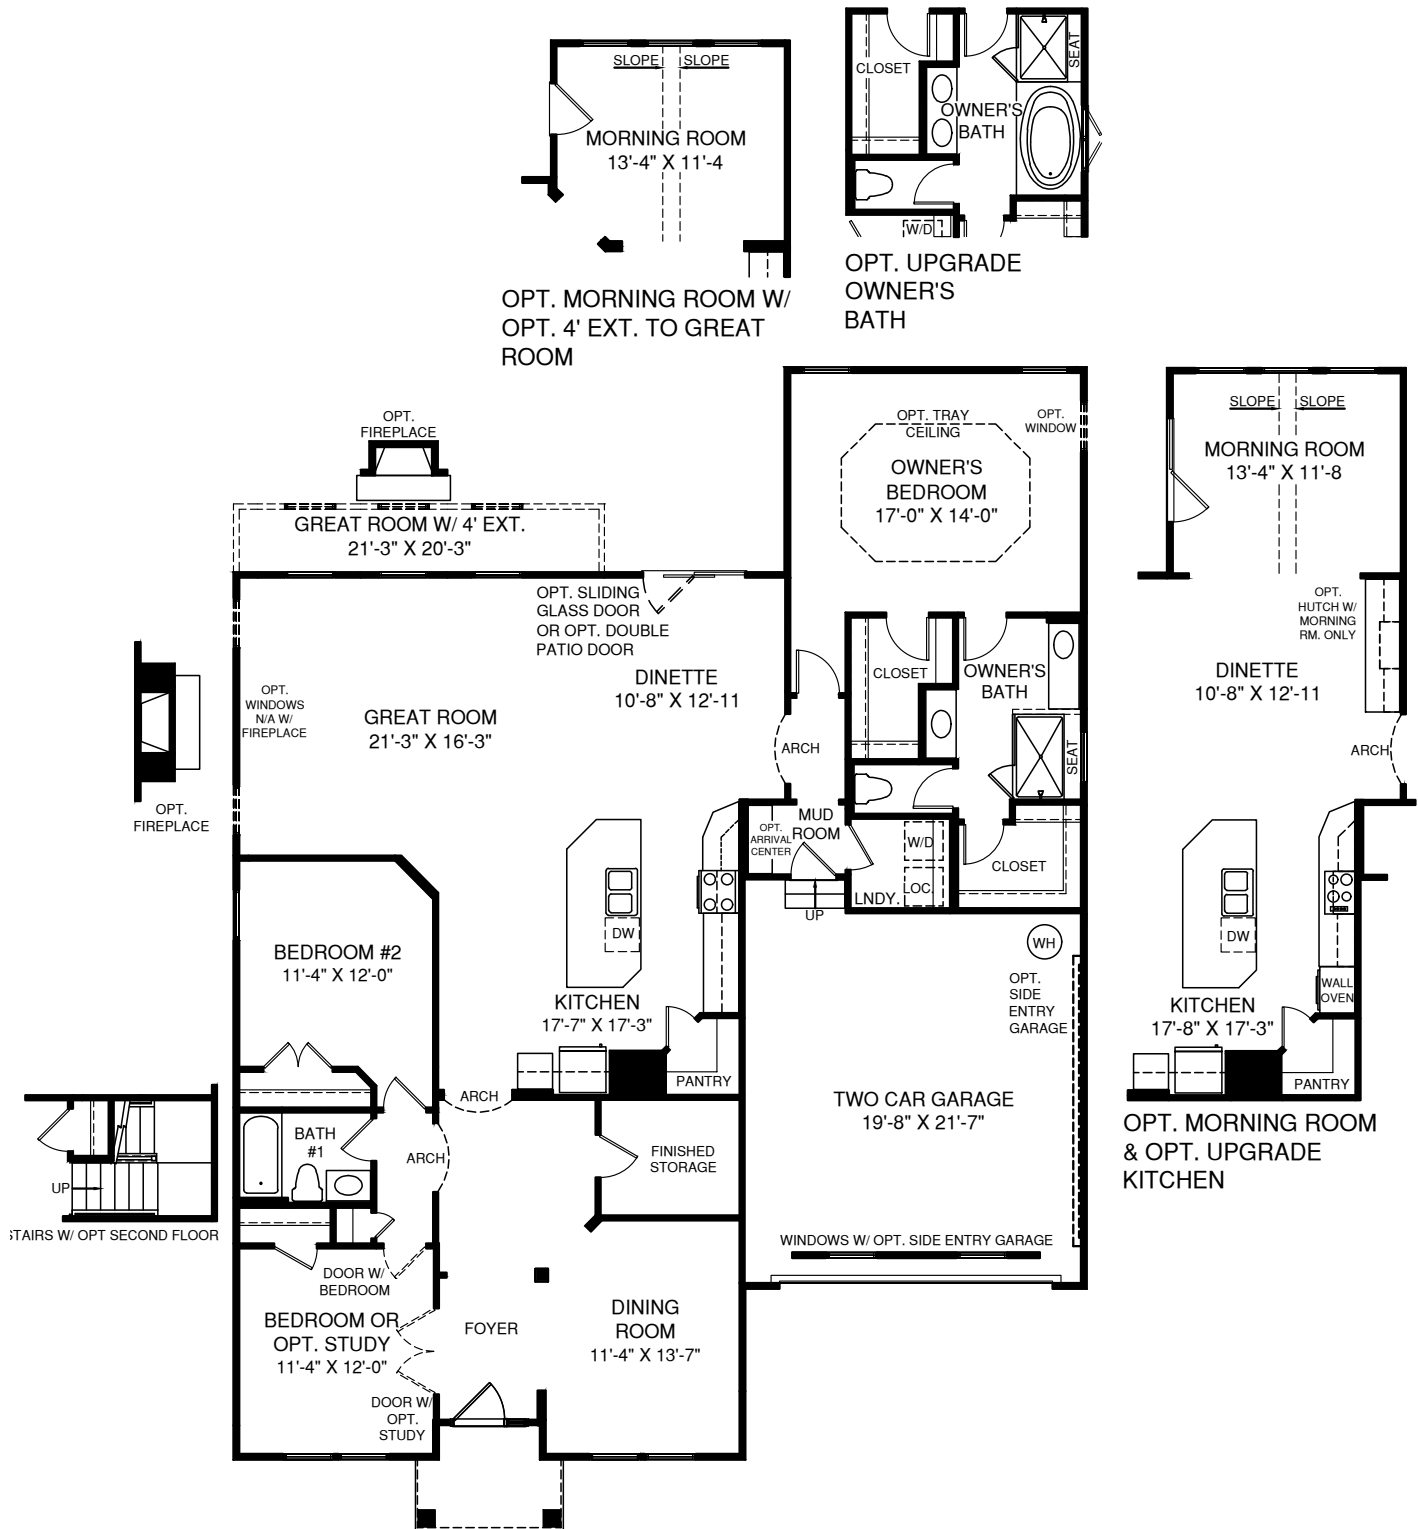 SLOPE
SLOPE
MORNING ROOM
13'-4" X 11'-4
OPT. MORNING ROOM W/
OPT. 4' EXT. TO GREAT
ROOM
CLOSET
SEAT
OWNER'S
BATH
W/D
OPT. UPGRADE
OWNER'S
BATH
OPT.
FIREPLACE
GREAT ROOM W/ 4' EXT.
21'-3" X 20'-3"
OPT. TRAY
CEILING
OPT.
WINDOW
OWNER'S
BEDROOM
17'-0" X 14'-0"
SLOPE
SLOPE
MORNING ROOM
13'-4" X 11'-8
OPT. SLIDING
GLASS DOOR
OR OPT. DOUBLE
PATIO DOOR
DINETTE
10'-8" X 12'-11
OPT.
WINDOWS
N/A W/
FIREPLACE
GREAT ROOM
21'-3" X 16'-3"
OPT.
FIREPLACE
ARCH
CLOSET
OWNER'S
BATH
SEAT
OPT.
HUTCH W/
MORNING
RM. ONLY
DINETTE
10'-8" X 12'-11
ARCH
MUD
ROOM
OPT.
ARRIVAL
CENTER
W/D
CLOSET
LNDY.
OC.
UP
DW
BEDROOM #2
11'-4" X 12'-0"
KITCHEN
17'-7" X 17'-3"
PANTRY
WH
OPT.
SIDE
ENTRY
GARAGE
DW
WALL
OVEN
KITCHEN
17'-8" X 17'-3"
PANTRY
OPT. MORNING ROOM
& OPT. UPGRADE
KITCHEN
ARCH
TWO CAR GARAGE
19'-8" X 21'-7"
BATH
#1
ARCH
FINISHED
STORAGE
UP
STAIRS W/ OPT SECOND FLOOR
WINDOWS W/ OPT. SIDE ENTRY GARAGE
DOOR W/
BEDROOM
BEDROOM OR
OPT. STUDY
11'-4" X 12'-0"
FOYER
DINING
ROOM
11'-4" X 13'-7"
DOOR W/
OPT.
STUDY